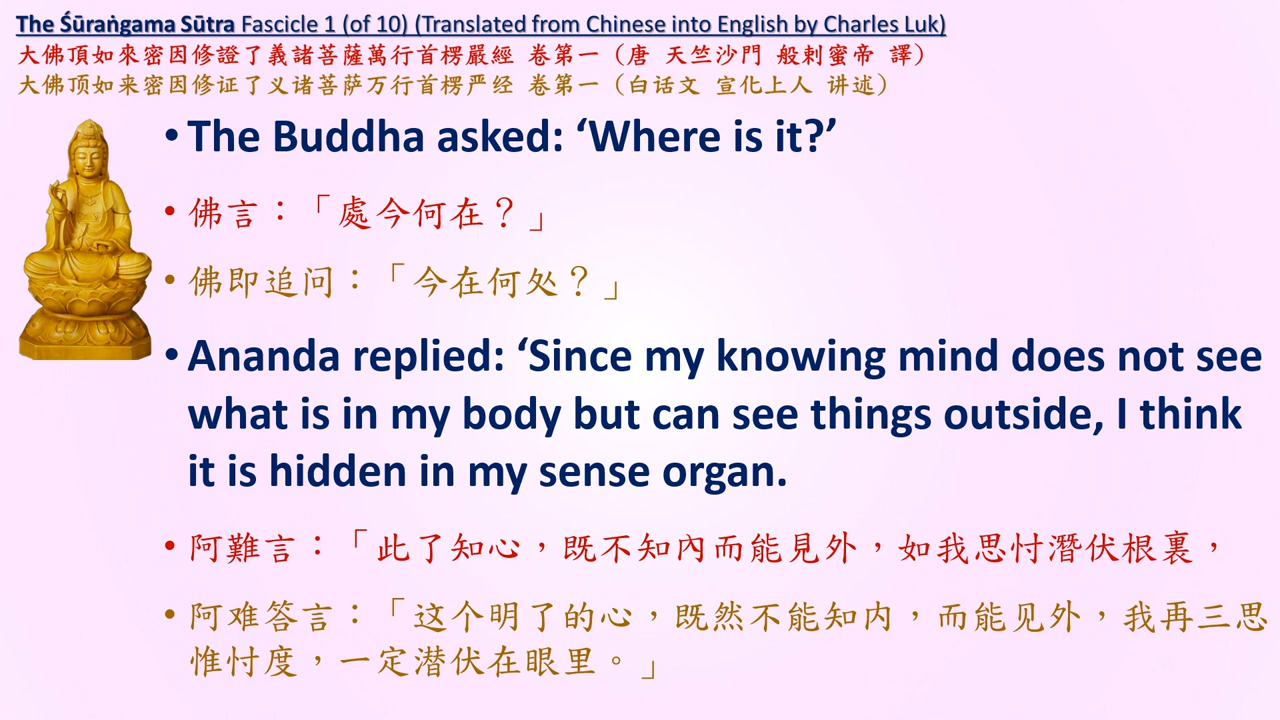 The Śūraṅgama Sūtra Fascicle 1 (of 10) (Translated from Chinese into English by Charles Luk)
大佛頂如來密因修證了義諸菩薩萬行首楞嚴經 卷第一（唐 天竺沙門 般剌蜜帝 譯）
大佛顶如来密因修证了义诸菩萨万行首楞严经 卷第一（白话文 宣化上人 讲述）
• The Buddha asked: ‘Where is it?’
• 佛言：「處今何在？」
• 佛即追问：「今在何处？」
• Ananda replied: ‘Since my knowing mind does not see
what is in my body but can see things outside, I think
it is hidden in my sense organ.
• 阿難言：「此了知心，既不知內而能見外，如我思忖潛伏根裏，
• 阿难答言：「这个明了的心，既然不能知内，而能见外，我再三思
惟忖度，一定潜伏在眼里。」